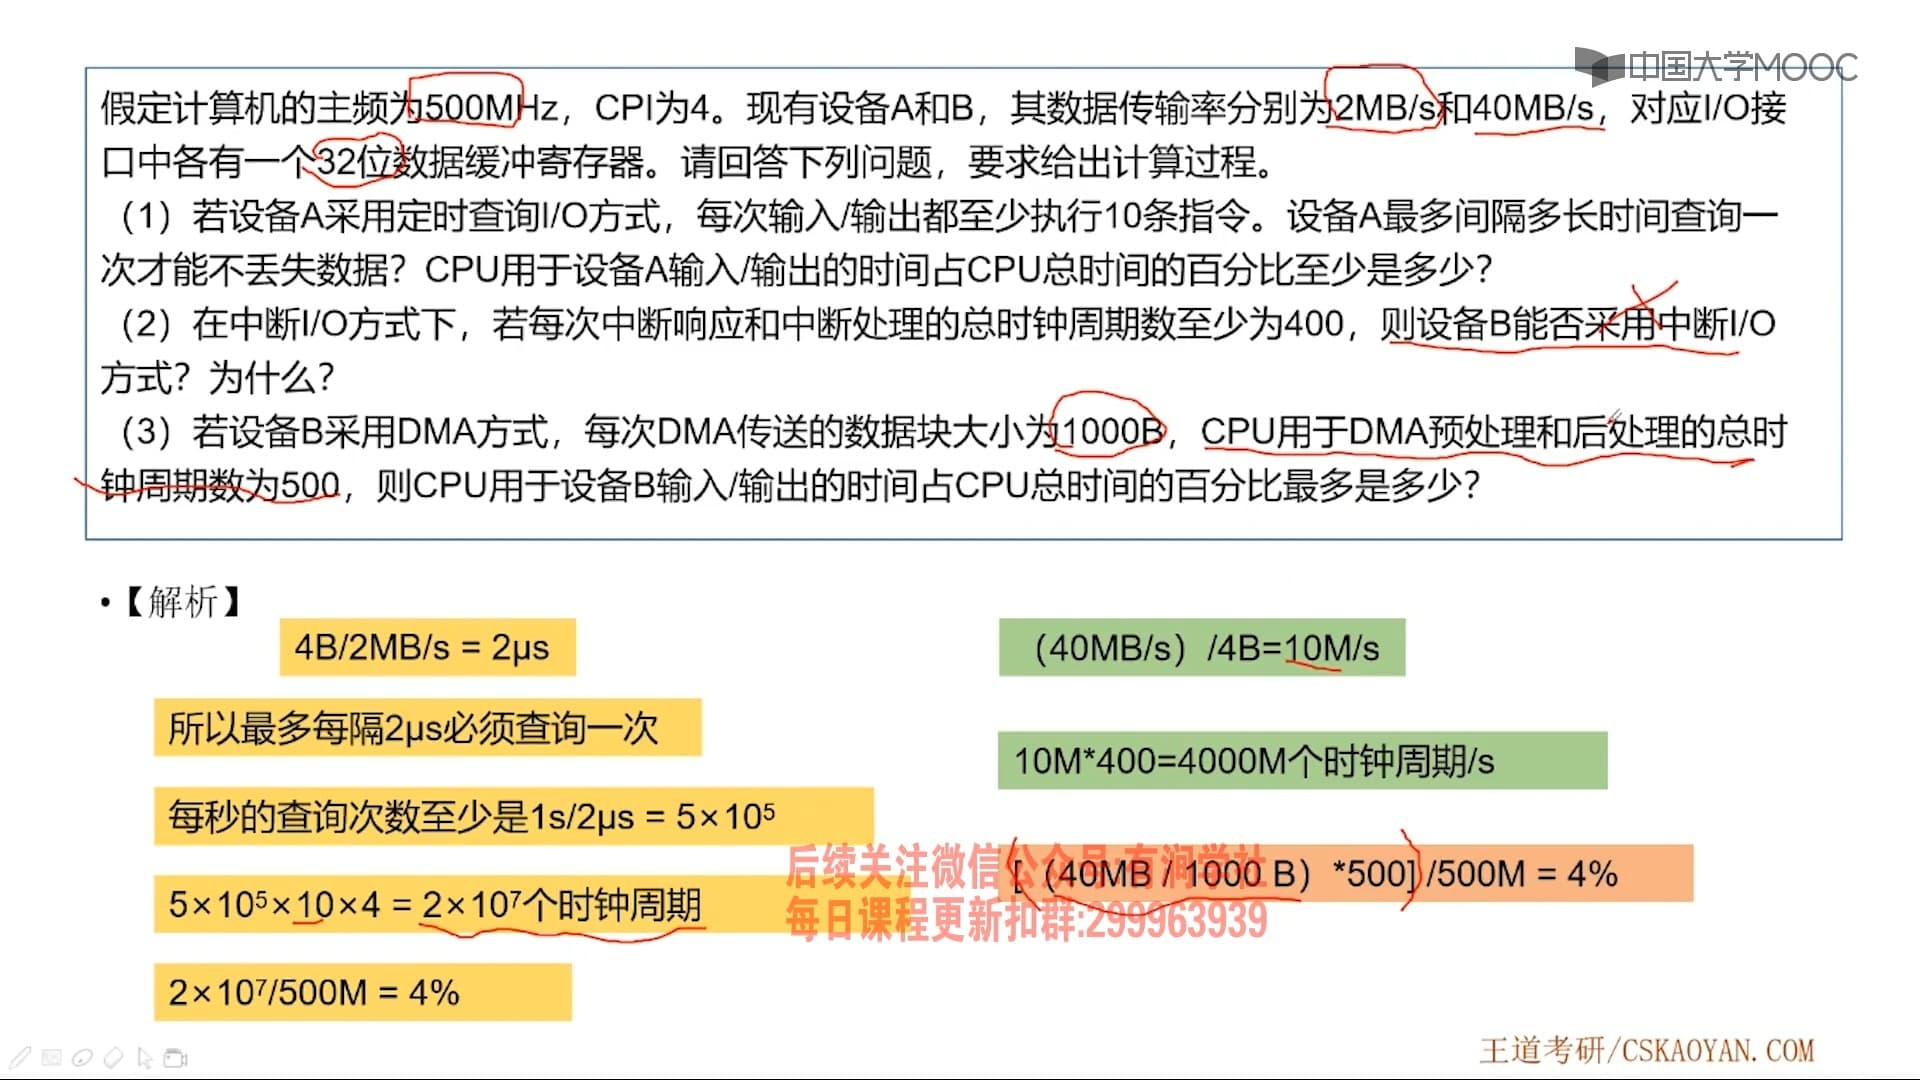 中国大学MOOC
假定计算机的主频为500MHz，CPI为4。现有设备A和B，其数据传输率分别为2MB/s和40MB/s，对应I/O接
口中各有一个32位数据缓冲寄存器。请回答下列问题，要求给出计算过程。
（1）若设备A采用定时查询I/O方式，每次输入/输出都至少执行10条指令。设备A最多间隔多长时间查询一
次才能不丢失数据？CPU用于设备A输入/输出的时间占CPU总时间的百分比至少是多少？
（2）在中断I/O方式下，若每次中断响应和中断处理的总时钟周期数至少为400，则设备B能否采用中断I/O
方式？为什么？
（3）若设备B采用DMA方式，每次DMA传送的数据块大小为1000B，CPU用于DMA预处理和后处理的总时
钟周期数为500，则CPU用于设备B输入/输出的时间占CPU总时间的百分比最多是多少？
•【解析】
4B/2MB/s = 2μs
所以最多每隔2μs必须查询一次
每秒的查询次数至少是1s/2μs = 5×10⁵
5×10⁵×10×4 = 2×10⁷个时钟周期
2×10⁷/500M = 4%
（40MB/s）/4B=10M/s
10M*400=4000M个时钟周期/s
[（40MB / 1000 B）*500] /500M = 4%
后续关注微信公众号:有润学社
每日课程更新扣群:299963939
王道考研/CSKAOYAN.COM